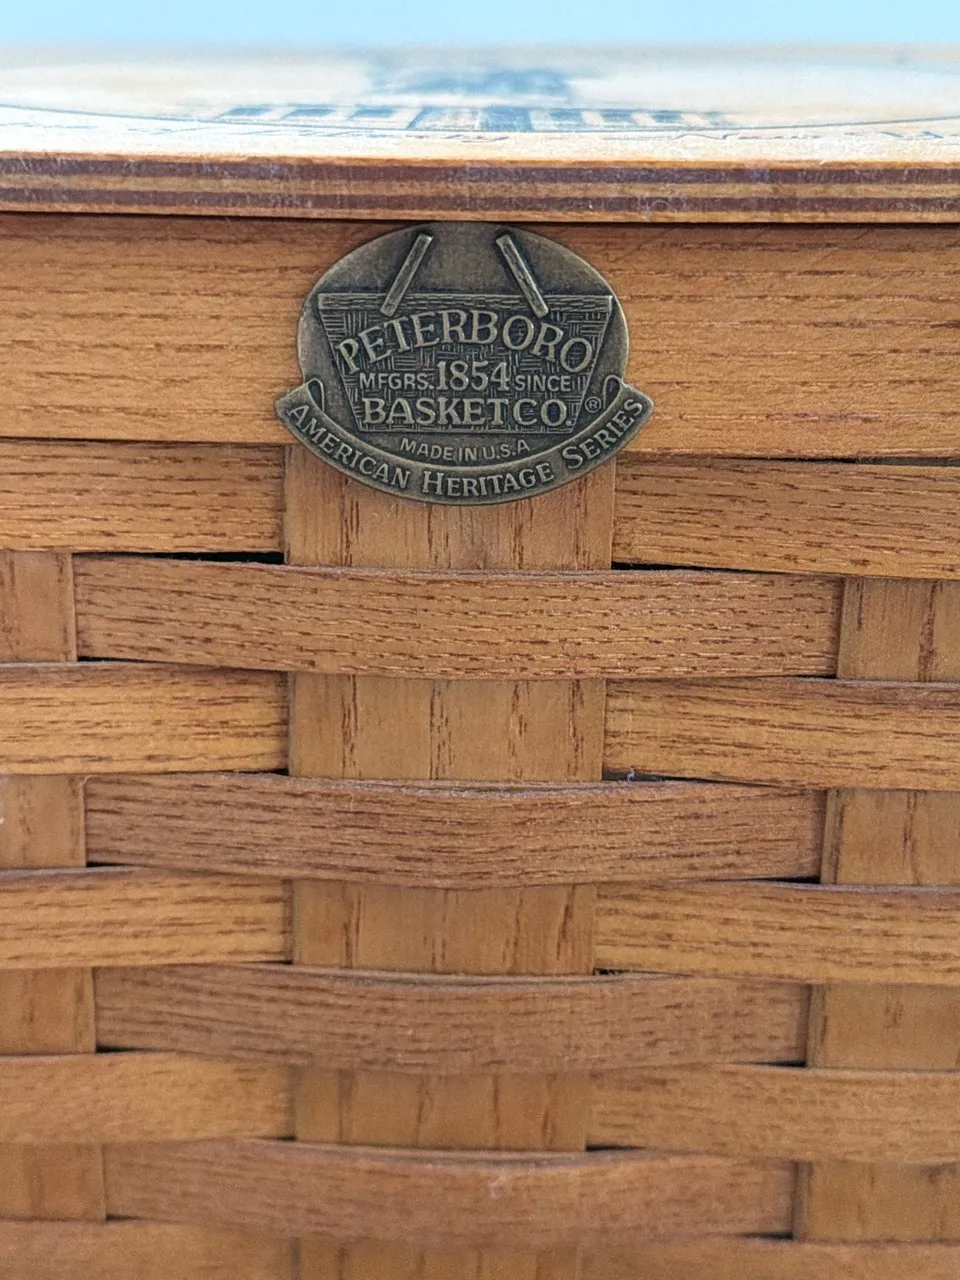 PETERBORO
MFGRS. 1854 SINCE
BASKET CO. ®
MADE IN U.S.A
AMERICAN HERITAGE SERIES